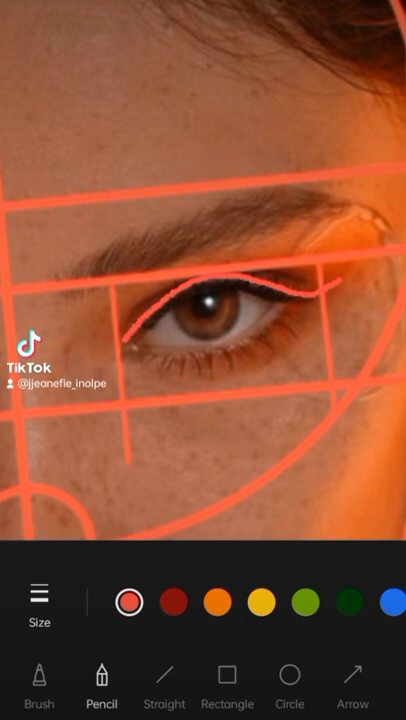 TikTok
@jjeanefie_inolpe
Size
Brush Pencil Straight Rectangle Circle Arrow